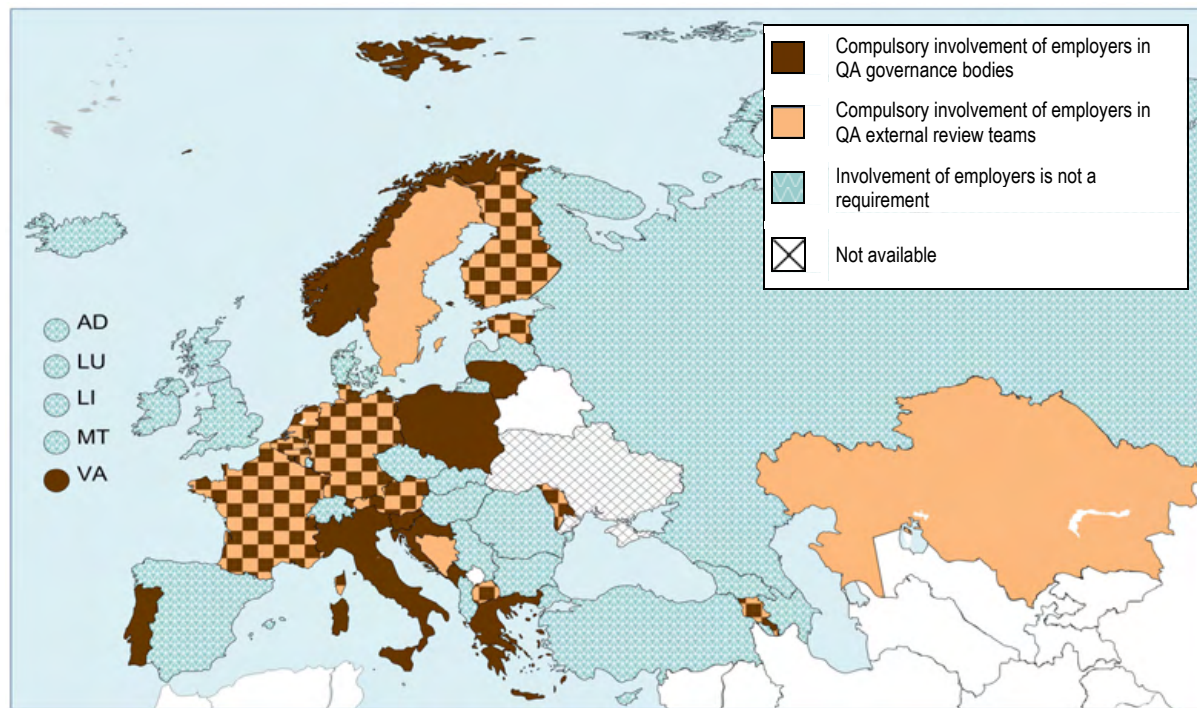 Compulsory involvement of employers in
QA governance bodies
Compulsory involvement of employers in
QA external review teams
Involvement of employers is not a
requirement
Not available
AD
LU
LI
MT
VA